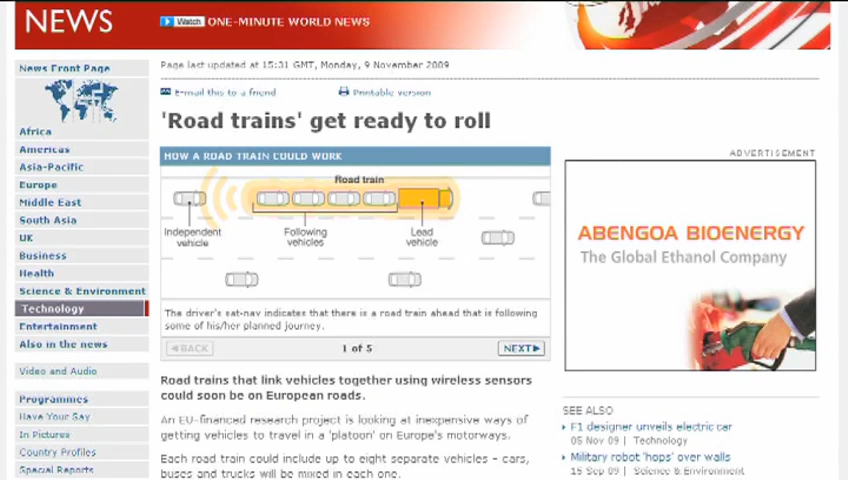 NEWS
Watch ONE-MINUTE WORLD NEWS
News Front Page
Africa
Americas
Asia-Pacific
Europe
Middle East
South Asia
UK
Business
Health
Science & Environment
Technology
Entertainment
Also in the news
Video and Audio
Programmes
Have Your Say
In Pictures
Country Profiles
Special Reports
Page last updated at 15:31 GMT, Monday, 9 November 2009
E-mail this to a friend
Printable version
'Road trains' get ready to roll
HOW A ROAD TRAIN COULD WORK
Road train
Independent
vehicle
Following
vehicles
Lead
vehicle
The driver's sat-nav indicates that there is a road train ahead that is following
some of his/her planned journey.
BACK
1 of 5
NEXT
Road trains that link vehicles together using wireless sensors
could soon be on European roads.
An EU-financed research project is looking at inexpensive ways of
getting vehicles to travel in a 'platoon' on Europe's motorways.
Each road train could include up to eight separate vehicles - cars,
buses and trucks will be mixed in each one.
ADVERTISEMENT
ABENGOA BIOENERGY
The Global Ethanol Company
SEE ALSO
F1 designer unveils electric car
05 Nov 09 | Technology
Military robot 'hops' over walls
15 Sep 09 | Science & Environment